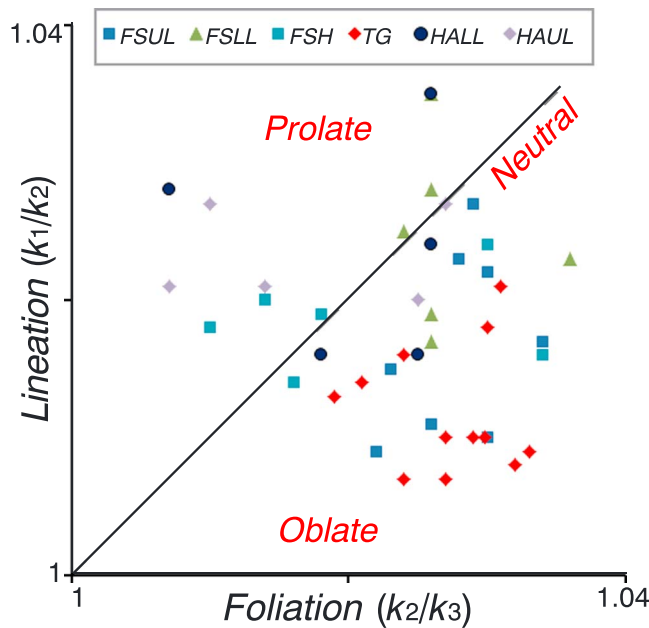 1.04
FSUL FSLL FSH TG HALL HAUL
Prolate
Neutral
Lineation (k1/k2)
Oblate
1
1
1.04
Foliation (k2/k3)